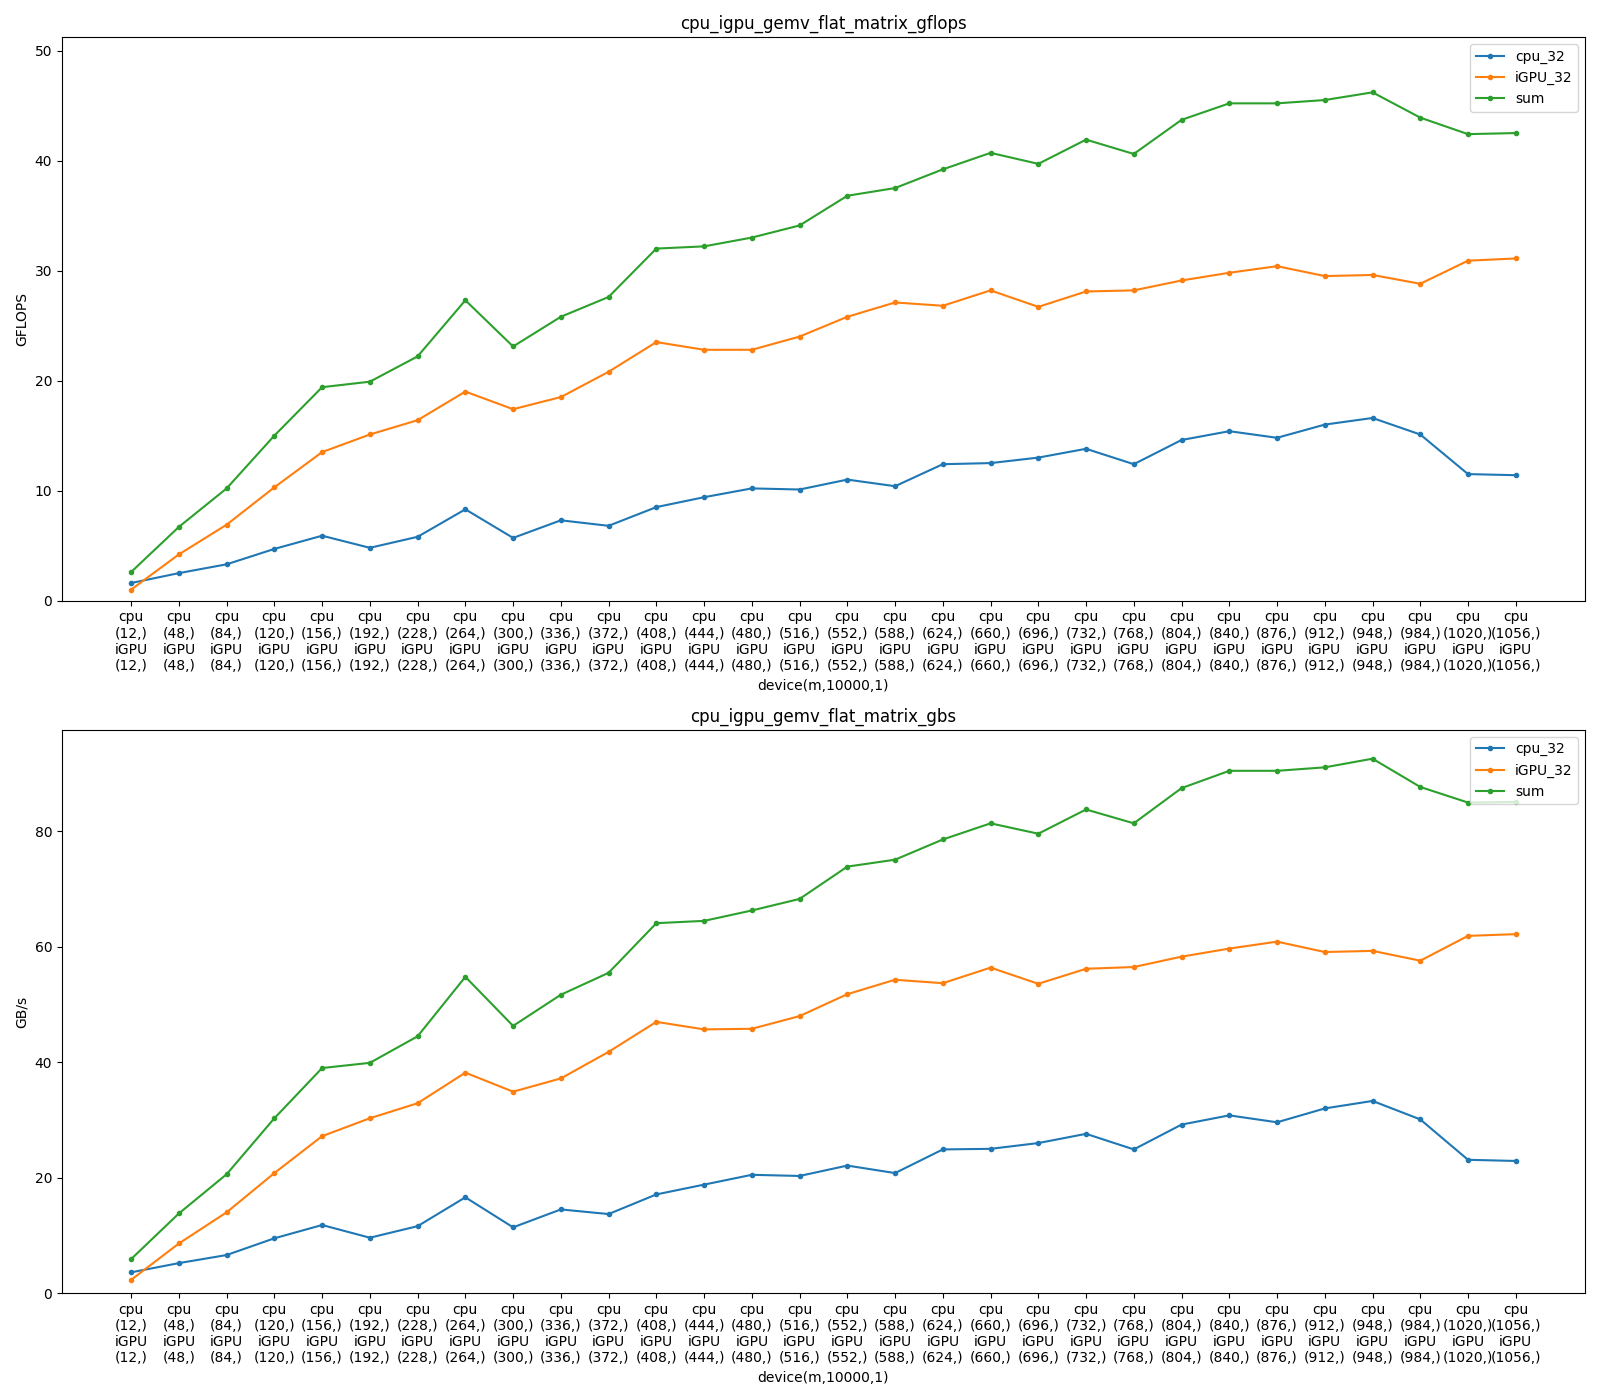 cpu_igpu_gemv_flat_matrix_gflops
50
40
30
20
10
0
GFLOPS
cpu_32
iGPU_32
sum
cpu cpu cpu cpu cpu cpu cpu cpu cpu cpu cpu cpu cpu cpu cpu cpu cpu cpu cpu cpu cpu cpu cpu cpu cpu cpu cpu cpu cpu cpu
(12,) (48,) (84,) (120,) (156,) (192,) (228,) (264,) (300,) (336,) (372,) (408,) (444,) (480,) (516,) (552,) (588,) (624,) (660,) (696,) (732,) (768,) (804,) (840,) (876,) (912,) (948,) (984,) (1020,) (1056,)
iGPU iGPU iGPU iGPU iGPU iGPU iGPU iGPU iGPU iGPU iGPU iGPU iGPU iGPU iGPU iGPU iGPU iGPU iGPU iGPU iGPU iGPU iGPU iGPU iGPU iGPU iGPU iGPU iGPU iGPU
(12,) (48,) (84,) (120,) (156,) (192,) (228,) (264,) (300,) (336,) (372,) (408,) (444,) (480,) (516,) (552,) (588,) (624,) (660,) (696,) (732,) (768,) (804,) (840,) (876,) (912,) (948,) (984,) (1020,) (1056,)
device(m,10000,1)
cpu_igpu_gemv_flat_matrix_gbs
80
60
40
20
0
GB/s
cpu_32
iGPU_32
sum
cpu cpu cpu cpu cpu cpu cpu cpu cpu cpu cpu cpu cpu cpu cpu cpu cpu cpu cpu cpu cpu cpu cpu cpu cpu cpu cpu cpu cpu cpu
(12,) (48,) (84,) (120,) (156,) (192,) (228,) (264,) (300,) (336,) (372,) (408,) (444,) (480,) (516,) (552,) (588,) (624,) (660,) (696,) (732,) (768,) (804,) (840,) (876,) (912,) (948,) (984,) (1020,) (1056,)
iGPU iGPU iGPU iGPU iGPU iGPU iGPU iGPU iGPU iGPU iGPU iGPU iGPU iGPU iGPU iGPU iGPU iGPU iGPU iGPU iGPU iGPU iGPU iGPU iGPU iGPU iGPU iGPU iGPU iGPU
(12,) (48,) (84,) (120,) (156,) (192,) (228,) (264,) (300,) (336,) (372,) (408,) (444,) (480,) (516,) (552,) (588,) (624,) (660,) (696,) (732,) (768,) (804,) (840,) (876,) (912,) (948,) (984,) (1020,) (1056,)
device(m,10000,1)